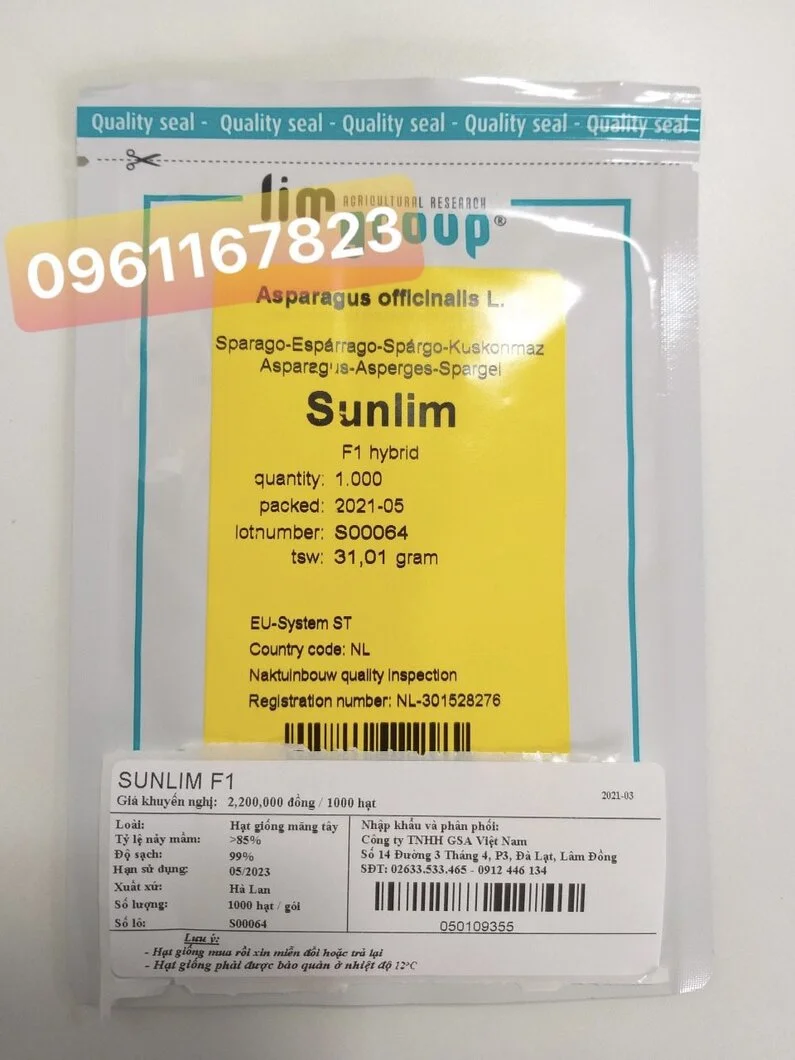 Quality seal - Quality seal - Quality seal - Quality seal - Quality seal
lim AGRICULTURAL RESEARCH
group®
0961167823
Asparagus officinalis L.
Sparago-Espárrago-Spárgo-Kuskonmaz
Asparagus-Asperges-Spargel
Sunlim
F1 hybrid
quantity: 1.000
packed: 2021-05
lotnumber: S00064
tsw: 31,01 gram
EU-System ST
Country code: NL
Naktuinbouw quality inspection
Registration number: NL-301528276
SUNLIM F1
Giá khuyến nghị: 2,200,000 đồng / 1000 hạt
2021-03
Loài: Hạt giống măng tây
Tỷ lệ nảy mầm: >85%
Độ sạch: 99%
Hạn sử dụng: 05/2023
Xuất xứ: Hà Lan
Số lượng: 1000 hạt / gói
Số lô: S00064
Nhập khẩu và phân phối:
Công ty TNHH GSA Việt Nam
Số 14 Đường 3 Tháng 4, P3, Đà Lạt, Lâm Đồng
SĐT: 02633.533.465 - 0912 446 134
050109355
Lưu ý:
- Hạt giống mua rồi xin miễn đổi hoặc trả lại
- Hạt giống phải được bảo quản ở nhiệt độ 12°C